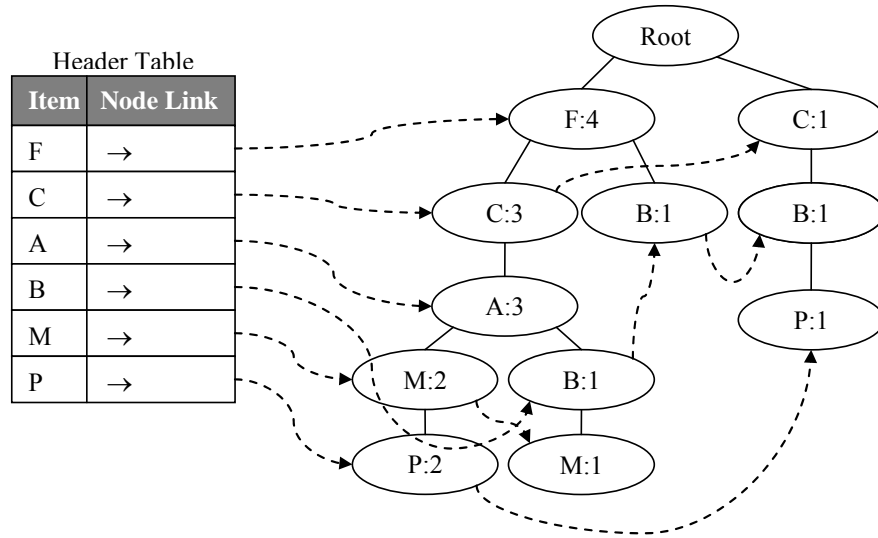 Root
Header Table
Item Node Link
F →
C →
A →
B →
M →
P →
F:4
C:1
C:3
B:1
B:1
A:3
P:1
M:2
B:1
P:2
M:1